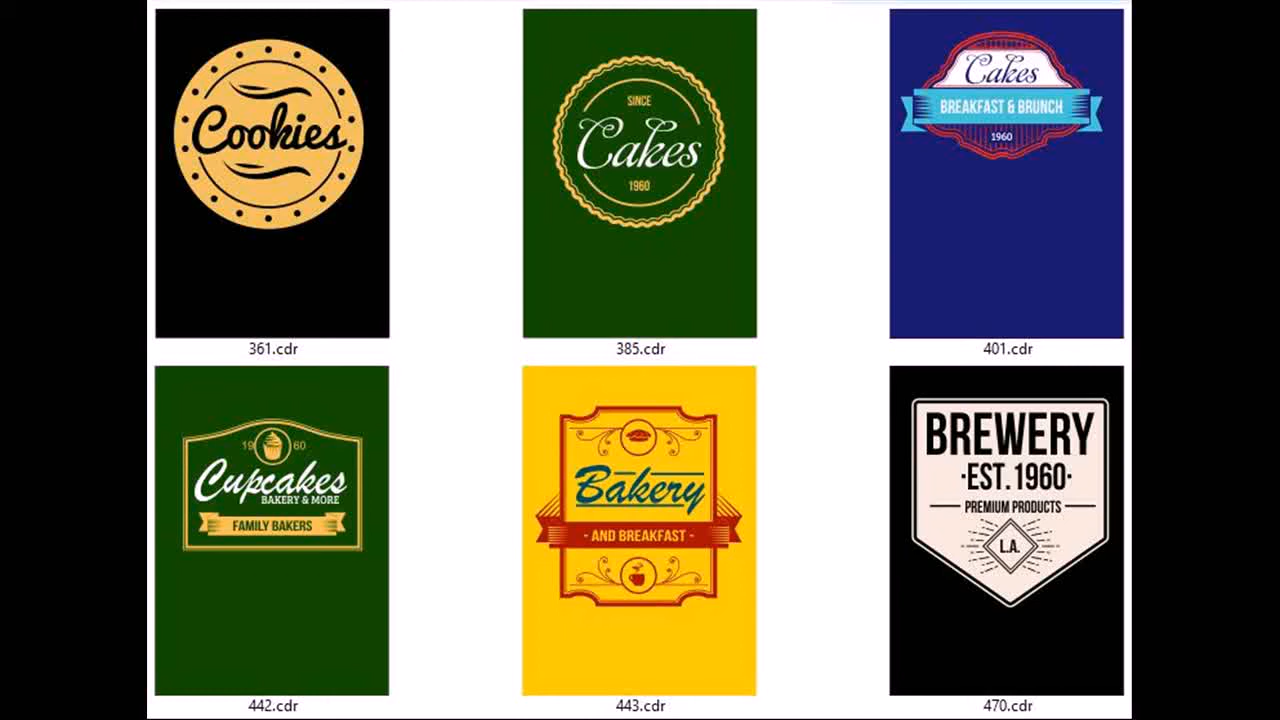 Cookies
361.cdr
SINCE
Cakes
1960
385.cdr
Cakes
BREAKFAST & BRUNCH
1960
401.cdr
19 60
Cupcakes
BAKERY & MORE
FAMILY BAKERS
442.cdr
Bakery
- AND BREAKFAST -
443.cdr
BREWERY
·EST. 1960·
PREMIUM PRODUCTS
L.A.
470.cdr